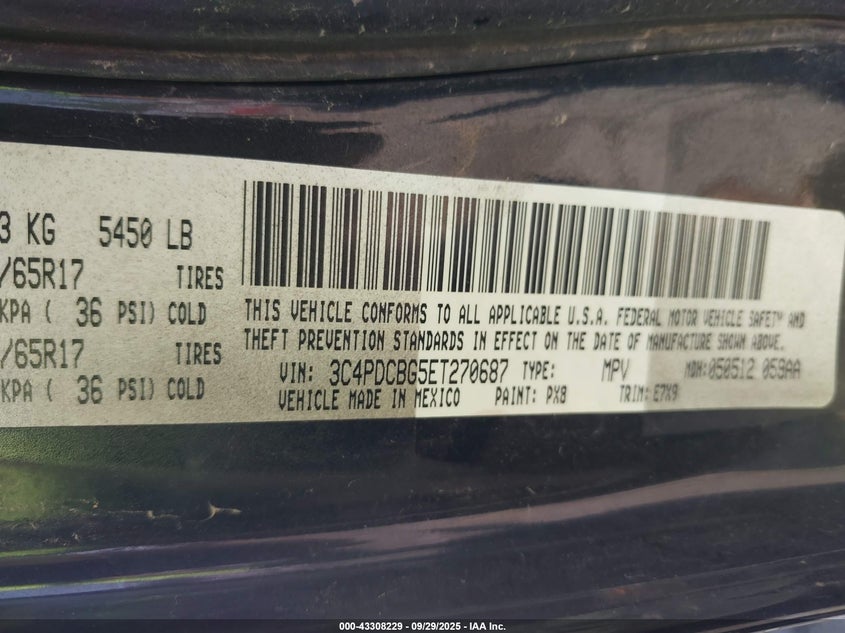 3 KG 5450 LB
/65R17 TIRES
KPA ( 36 PSI) COLD
/65R17 TIRES
KPA ( 36 PSI) COLD
THIS VEHICLE CONFORMS TO ALL APPLICABLE U.S.A. FEDERAL MOTOR VEHICLE SAFETY AND
THEFT PREVENTION STANDARDS IN EFFECT ON THE DATE OF MANUFACTURE SHOWN ABOVE.
VIN: 3C4PDCBG5ET270687 TYPE: MPV MDH:050512 059AA
VEHICLE MADE IN MEXICO PAINT: PX8 TRIM: E7X9
000-43308229 - 09/29/2025 - IAA Inc.